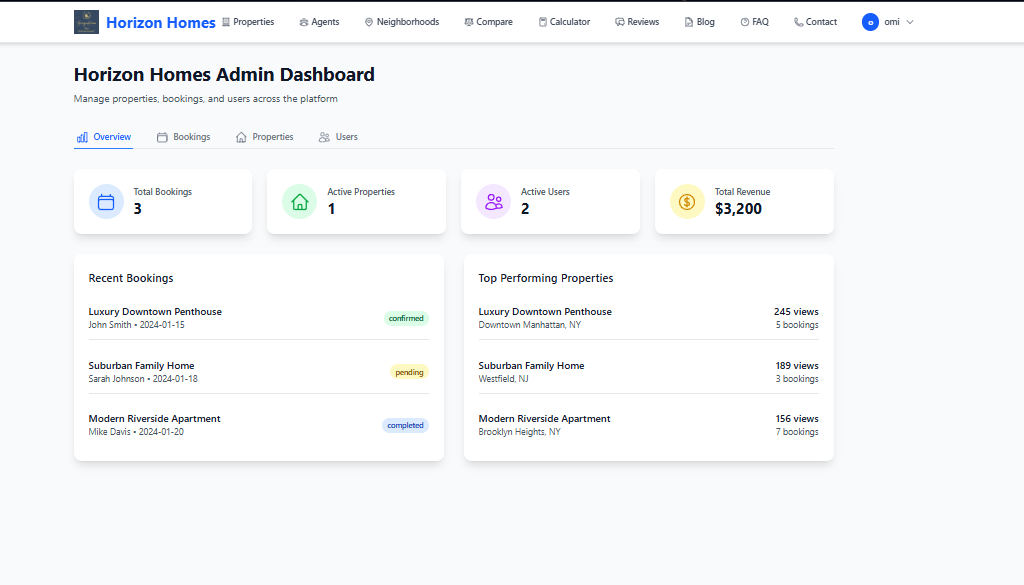 Horizon Homes Properties Agents Neighborhoods Compare Calculator Reviews Blog FAQ Contact o omi
Horizon Homes Admin Dashboard
Manage properties, bookings, and users across the platform
Overview Bookings Properties Users
Total Bookings
3
Active Properties
1
Active Users
2
Total Revenue
$3,200
Recent Bookings
Luxury Downtown Penthouse
John Smith • 2024-01-15
confirmed
Suburban Family Home
Sarah Johnson • 2024-01-18
pending
Modern Riverside Apartment
Mike Davis • 2024-01-20
completed
Top Performing Properties
Luxury Downtown Penthouse 245 views
Downtown Manhattan, NY 5 bookings
Suburban Family Home 189 views
Westfield, NJ 3 bookings
Modern Riverside Apartment 156 views
Brooklyn Heights, NY 7 bookings